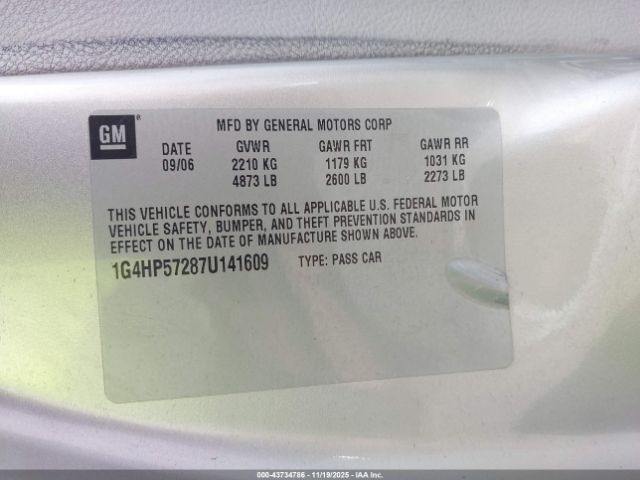 GM®
MFD BY GENERAL MOTORS CORP
DATE GVWR GAWR FRT GAWR RR
09/06 2210 KG 1179 KG 1031 KG
4873 LB 2600 LB 2273 LB
THIS VEHICLE CONFORMS TO ALL APPLICABLE U.S. FEDERAL MOTOR
VEHICLE SAFETY, BUMPER, AND THEFT PREVENTION STANDARDS IN
EFFECT ON THE DATE OF MANUFACTURE SHOWN ABOVE.
1G4HP57287U141609 TYPE: PASS CAR
000-43734786 - 11/19/2025 - IAA Inc.